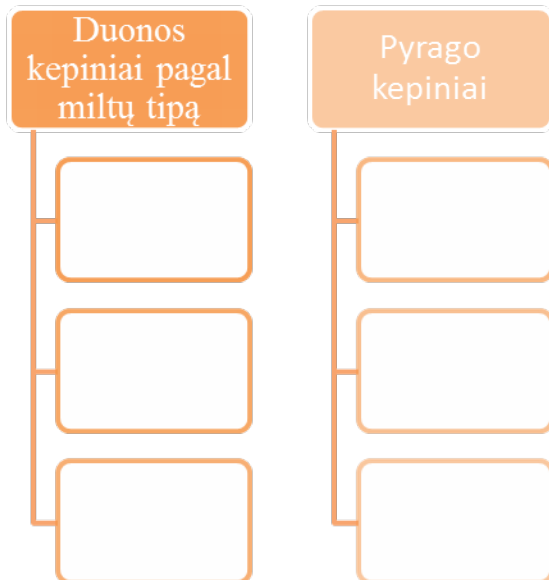 Duonos
kepiniai pagal
miltų tipą
Pyrago
kepiniai